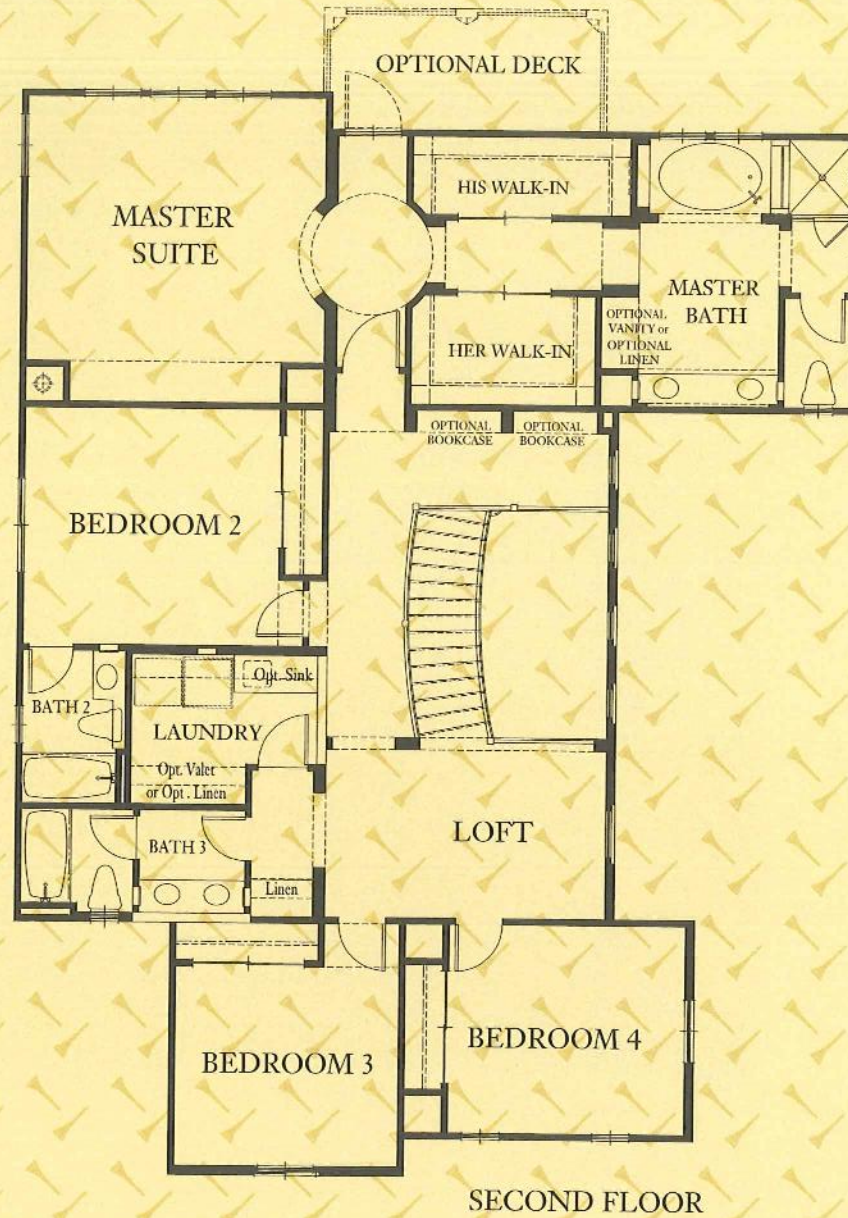 OPTIONAL DECK
MASTER
SUITE
HIS WALK-IN
MASTER
BATH
OPTIONAL
VANITY or
OPTIONAL
LINEN
HER WALK-IN
OPTIONAL
BOOKCASE
OPTIONAL
BOOKCASE
BEDROOM 2
Opt. Sink
BATH 2
LAUNDRY
Opt. Valet
or Opt . Linen
LOFT
BATH 3
Linen
BEDROOM 3
BEDROOM 4
SECOND FLOOR